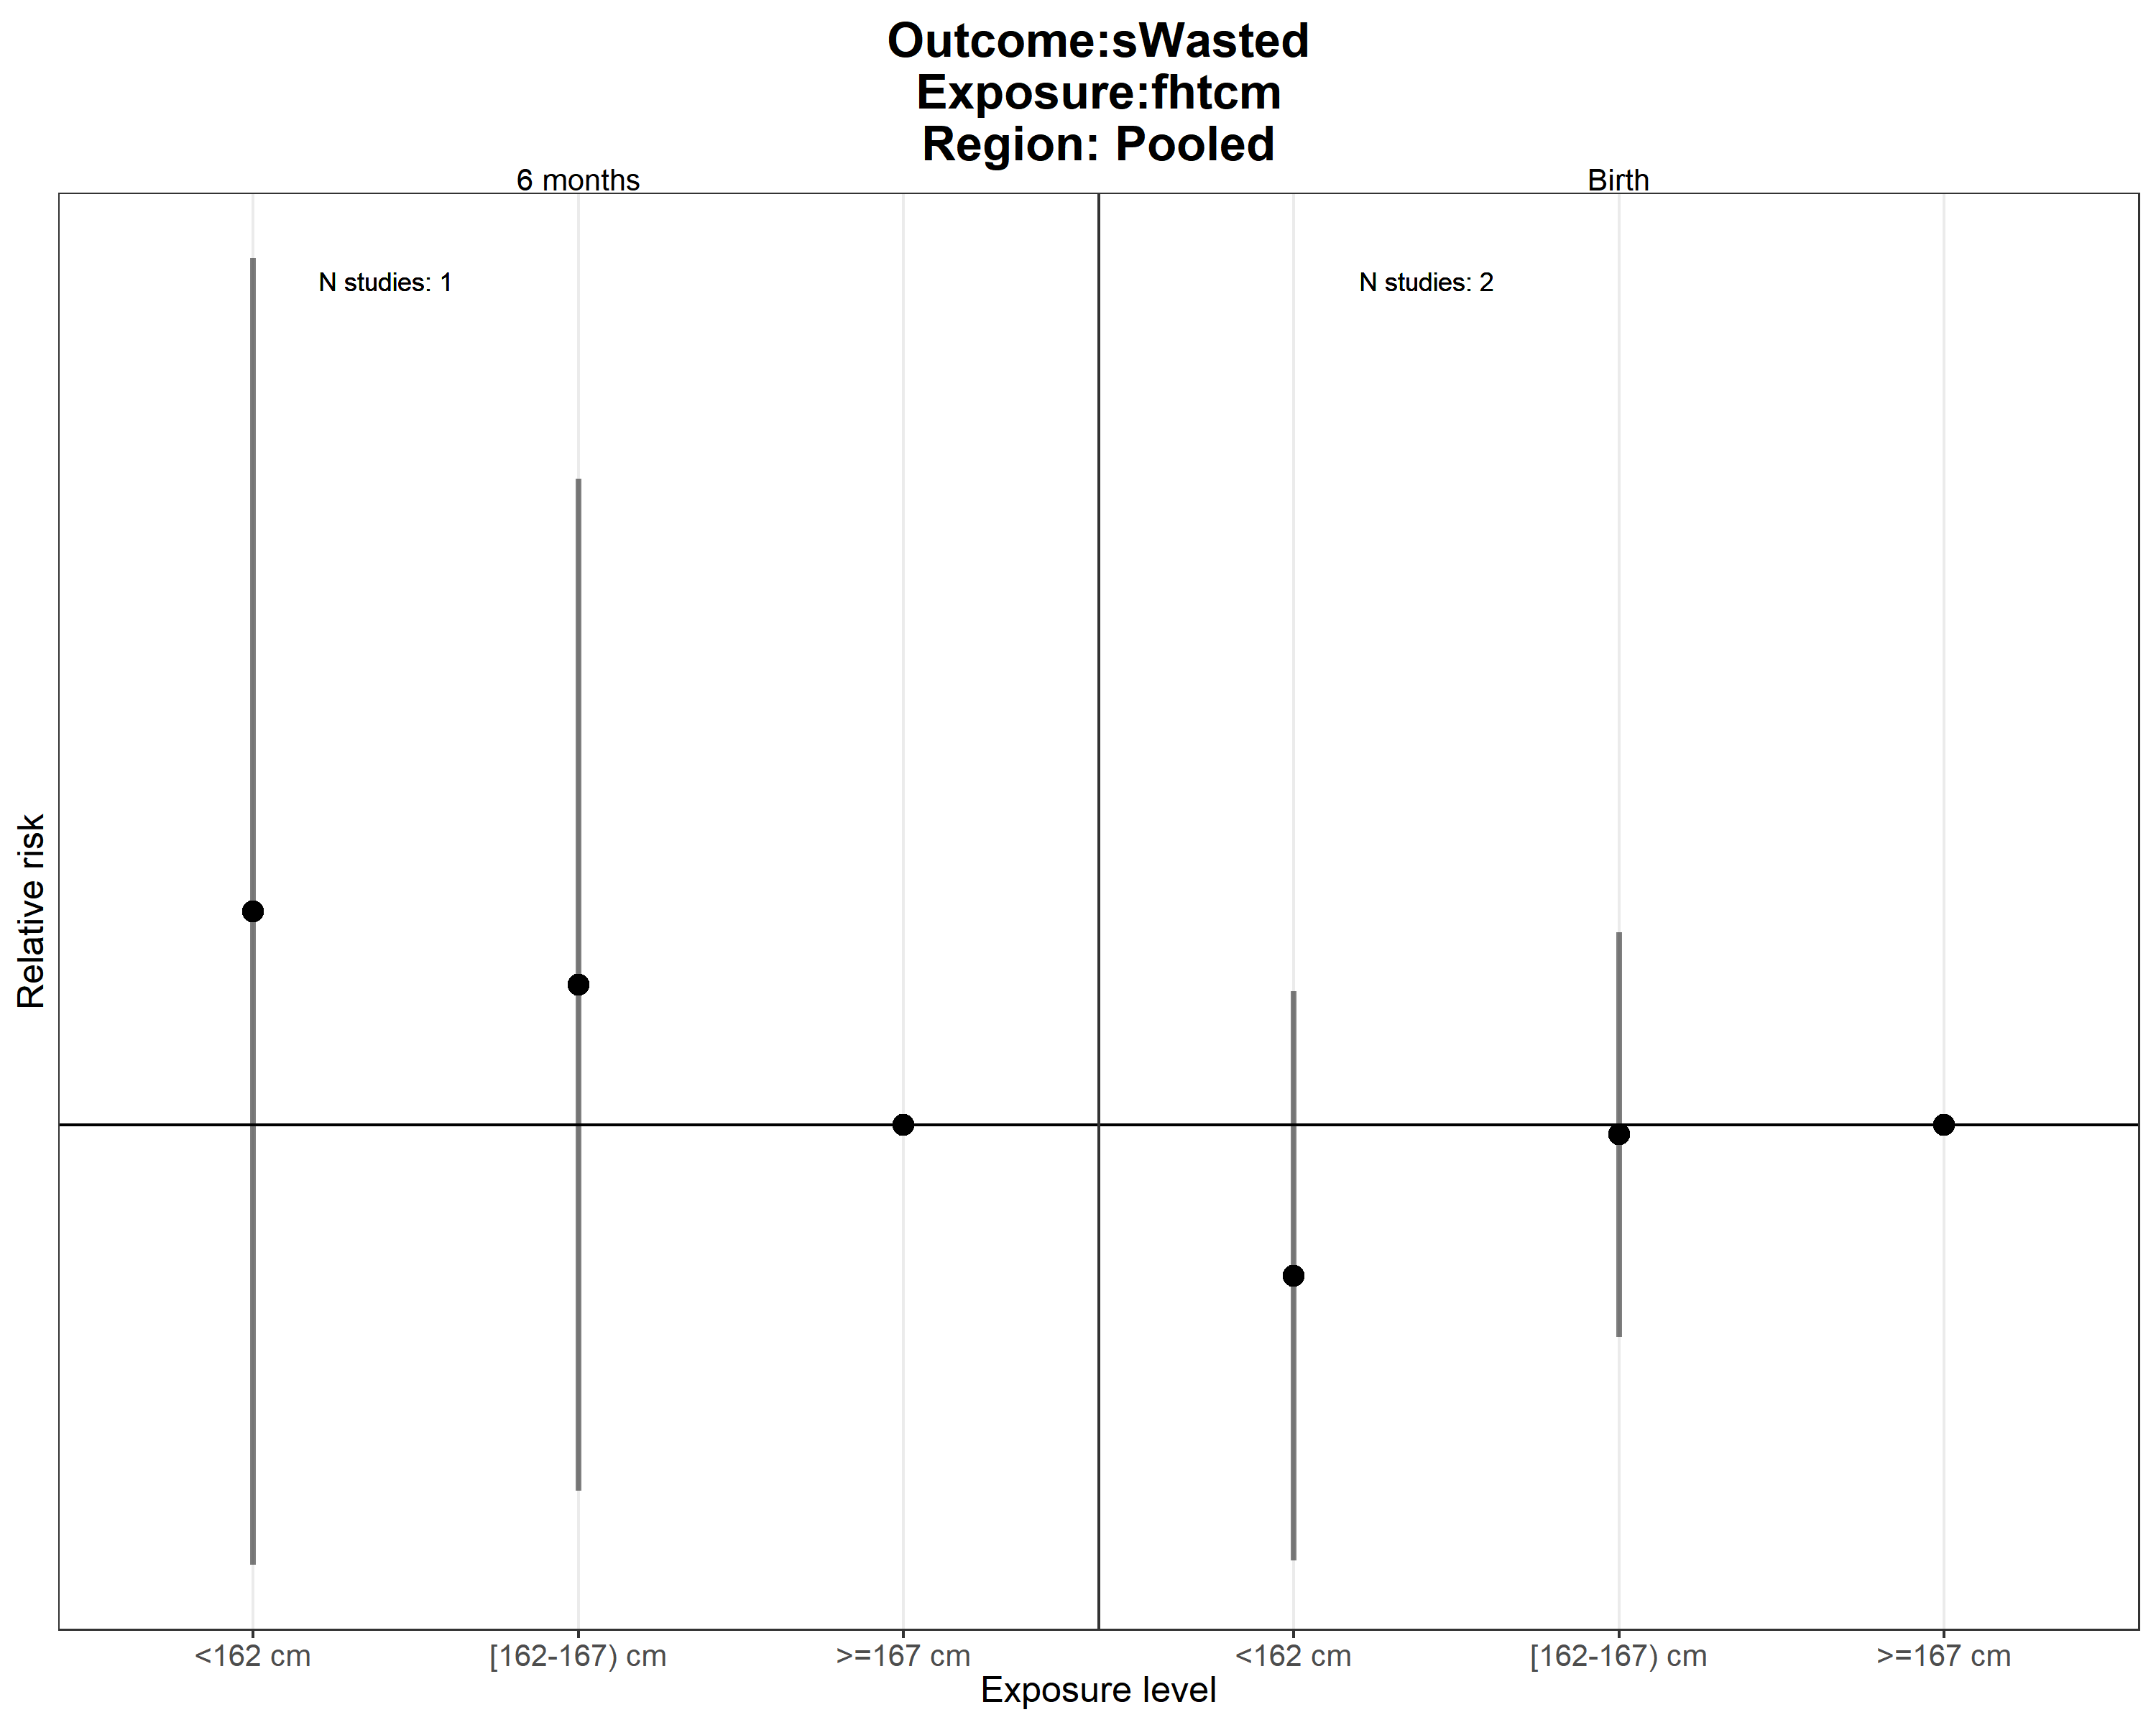 Outcome:sWasted
Exposure:fhtcm
Region: Pooled
6 months
Birth
N studies: 1
N studies: 2
Relative risk
<162 cm
[162-167) cm
>=167 cm
<162 cm
[162-167) cm
>=167 cm
Exposure level